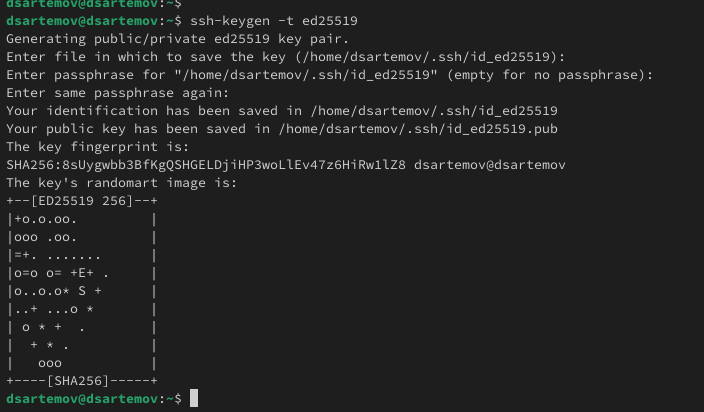 dsartemov@dsartemov:~$
dsartemov@dsartemov:~$ ssh-keygen -t ed25519
Generating public/private ed25519 key pair.
Enter file in which to save the key (/home/dsartemov/.ssh/id_ed25519):
Enter passphrase for "/home/dsartemov/.ssh/id_ed25519" (empty for no passphrase):
Enter same passphrase again:
Your identification has been saved in /home/dsartemov/.ssh/id_ed25519
Your public key has been saved in /home/dsartemov/.ssh/id_ed25519.pub
The key fingerprint is:
SHA256:8sUygwbb3BfKgQSHGELDjiHP3woLlEv47z6HiRw1lZ8 dsartemov@dsartemov
The key's randomart image is:
+--[ED25519 256]--+
|+o.o.oo.         |
|ooo .oo.         |
|=+. .......      |
|o=o o= +E+ .     |
|o..o.o* S +      |
|..+ ...o *       |
| o * +  .        |
|  + * .          |
|   ooo           |
+----[SHA256]-----+
dsartemov@dsartemov:~$